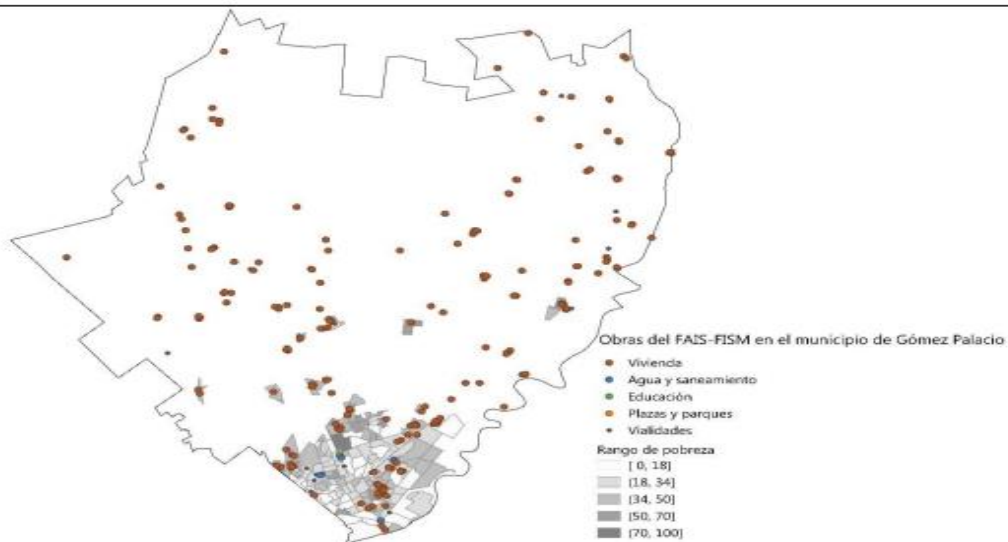 Obras del FAIS-FISM en el municipio de Gómez Palacio
Vivienda
Agua y saneamiento
Educación
Plazas y parques
Vialidades
Rango de pobreza
[ 0, 18]
(18, 34]
(34, 50]
(50, 70]
(70, 100]